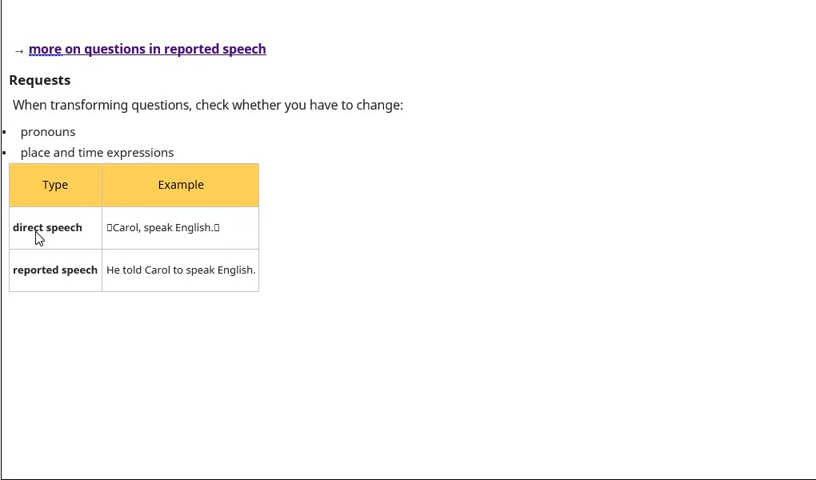 → more on questions in reported speech
Requests
When transforming questions, check whether you have to change:
▪ pronouns
▪ place and time expressions
Type Example
direct speech ▯Carol, speak English.▯
reported speech He told Carol to speak English.